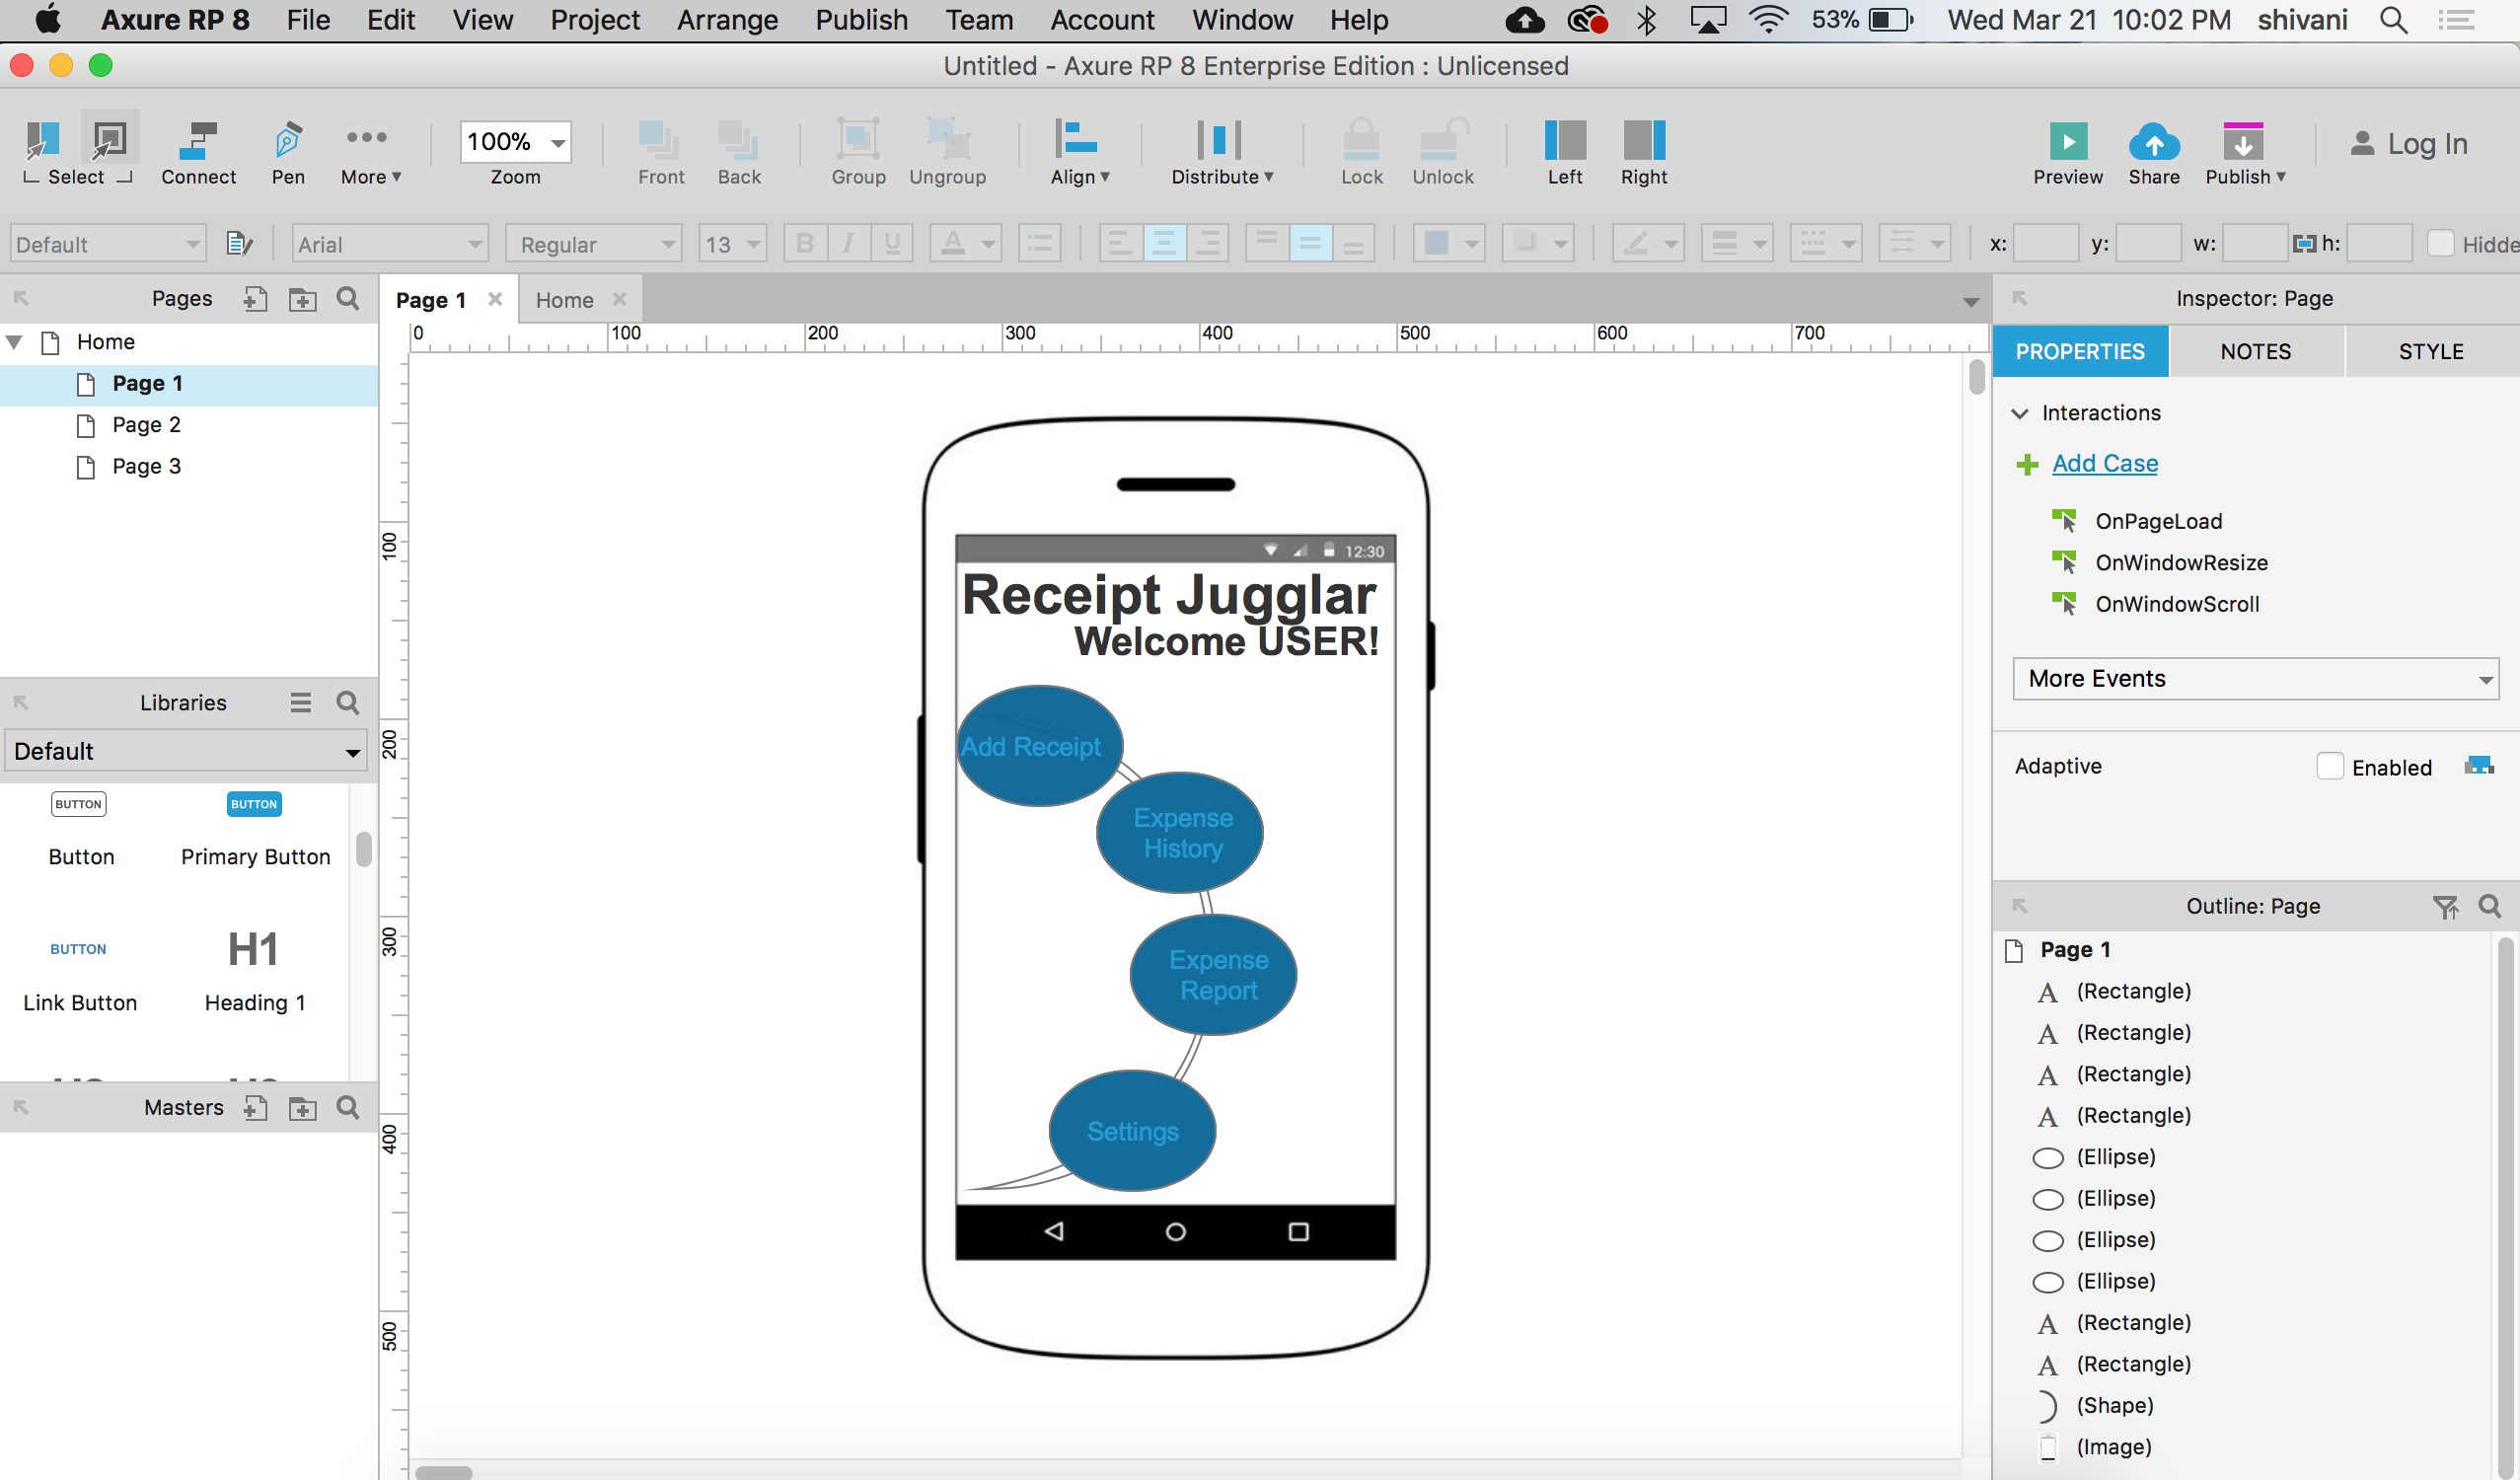 Axure RP 8 File Edit View Project Arrange Publish Team Account Window Help 53% Wed Mar 21 10:02 PM shivani
Untitled - Axure RP 8 Enterprise Edition : Unlicensed
100%
Select Connect Pen More Zoom Front Back Group Ungroup Align Distribute Lock Unlock Left Right Preview Share Publish Log In
Default Arial Regular 13 B I U A x: y: w: h: Hidde
Pages
Home
Page 1
Page 2
Page 3
Libraries
Default
BUTTON BUTTON
Button Primary Button
BUTTON H1
Link Button Heading 1
Masters
Page 1 Home
0 100 200 300 400 500 600 700
100
200
300
400
500
12:30
Receipt Jugglar
Welcome USER!
Add Receipt
Expense
History
Expense
Report
Settings
Inspector: Page
PROPERTIES NOTES STYLE
Interactions
Add Case
OnPageLoad
OnWindowResize
OnWindowScroll
More Events
Adaptive Enabled
Outline: Page
Page 1
A (Rectangle)
A (Rectangle)
A (Rectangle)
A (Rectangle)
(Ellipse)
(Ellipse)
(Ellipse)
(Ellipse)
A (Rectangle)
A (Rectangle)
(Shape)
(Image)